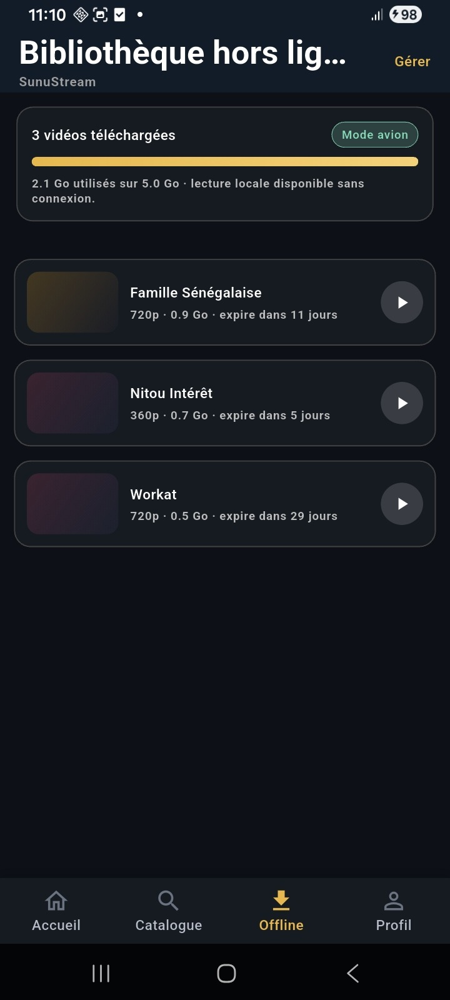 11:10
98
Bibliothèque hors lig...
Gérer
SunuStream
3 vidéos téléchargées
Mode avion
2.1 Go utilisés sur 5.0 Go · lecture locale disponible sans
connexion.
Famille Sénégalaise
720p · 0.9 Go · expire dans 11 jours
Nitou Intérêt
360p · 0.7 Go · expire dans 5 jours
Workat
720p · 0.5 Go · expire dans 29 jours
Accueil
Catalogue
Offline
Profil